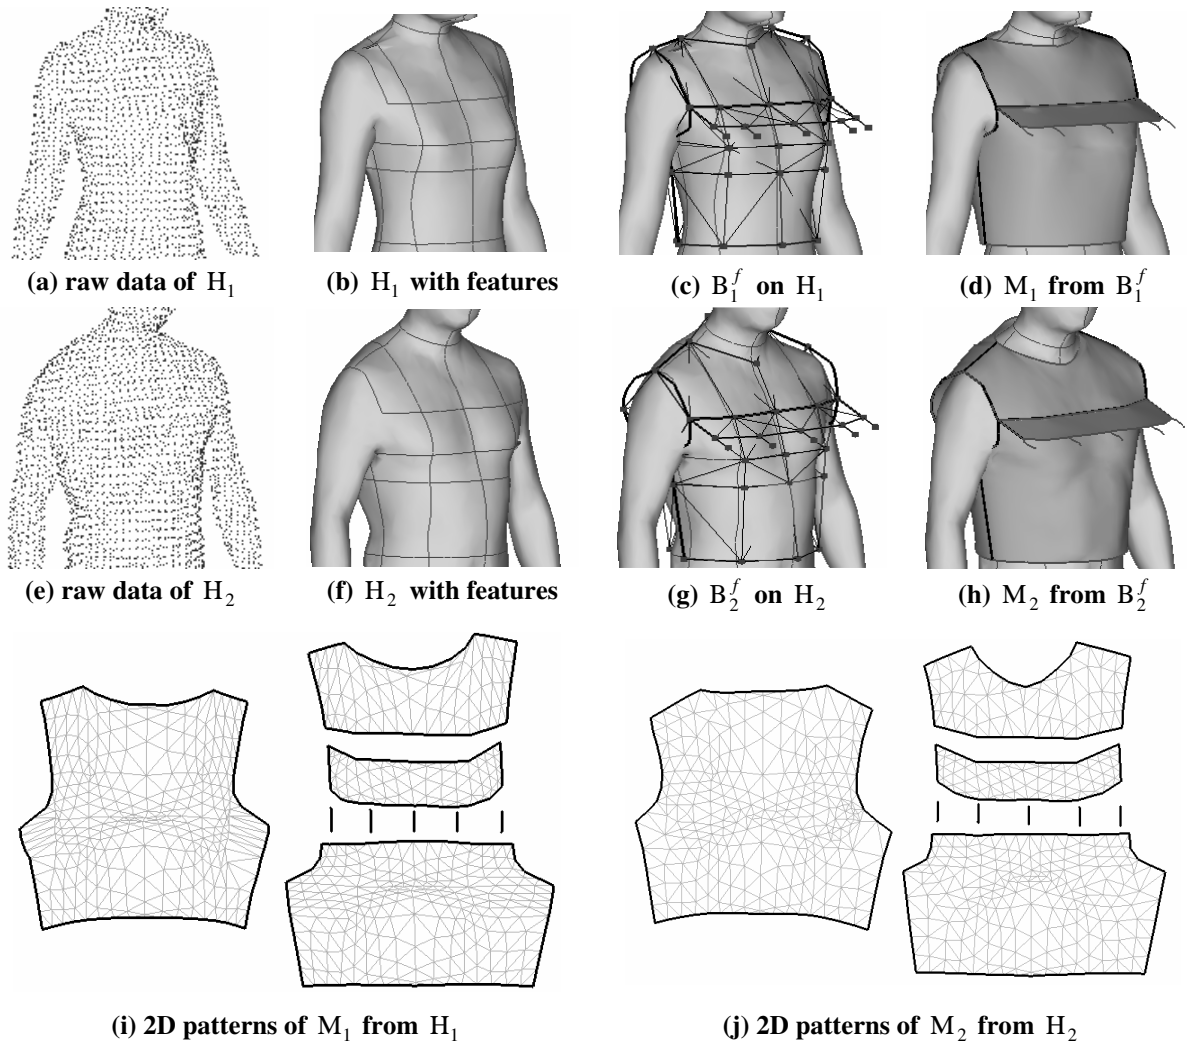 (a) raw data of H₁
(b) H₁ with features
(c) B₁ᶠ on H₁
(d) M₁ from B₁ᶠ
(e) raw data of H₂
(f) H₂ with features
(g) B₂ᶠ on H₂
(h) M₂ from B₂ᶠ
(i) 2D patterns of M₁ from H₁
(j) 2D patterns of M₂ from H₂